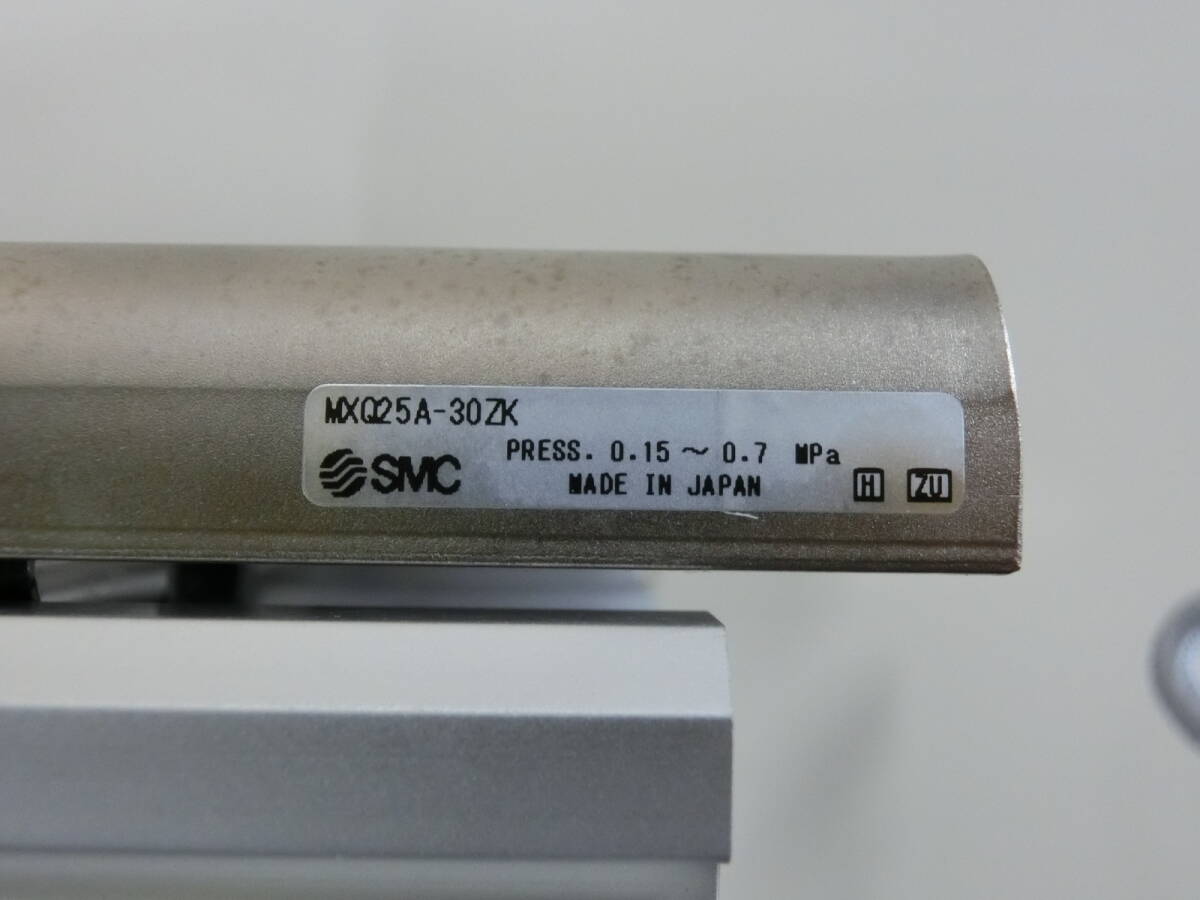 MXQ25A-30ZK
PRESS. 0.15～0.7 MPa
SMC
MADE IN JAPAN
H ZU